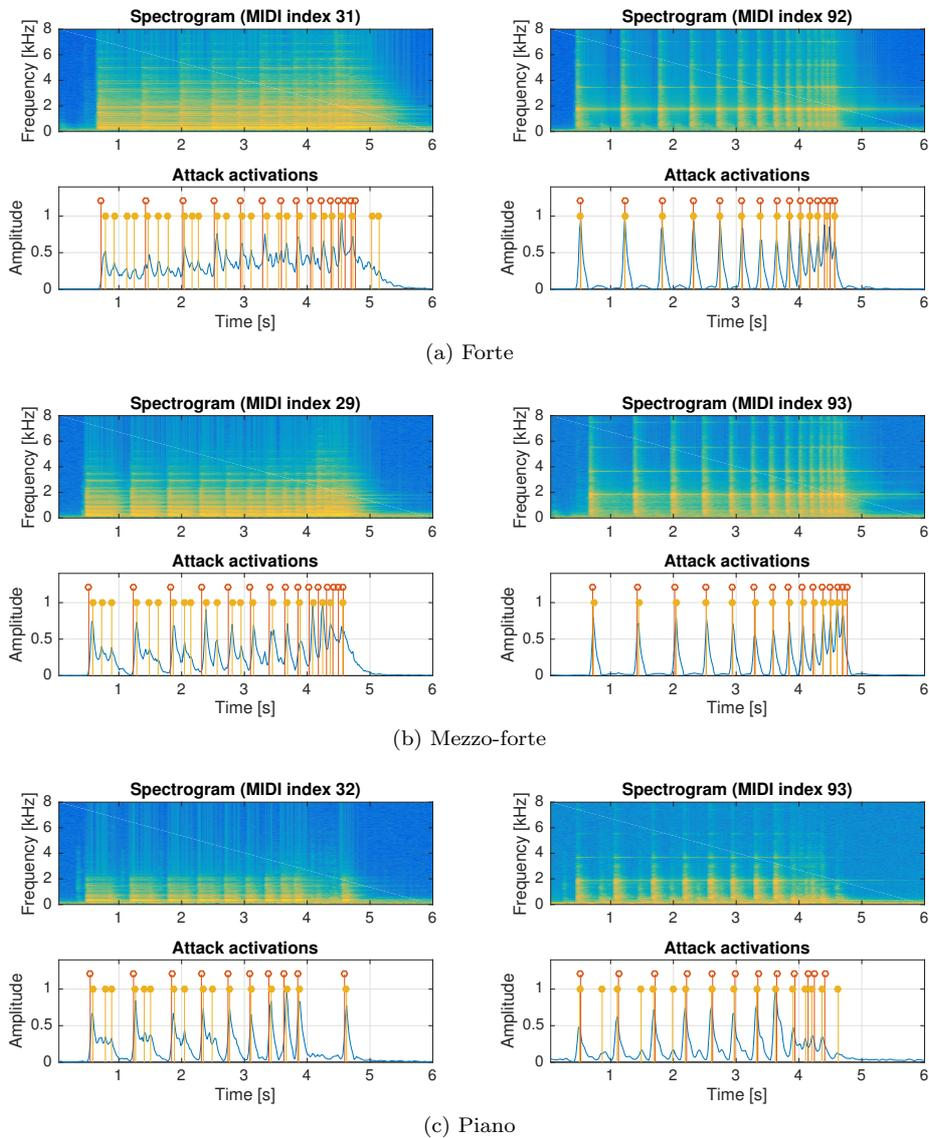 Spectrogram (MIDI index 31)
Frequency [kHz]
8
6
4
2
0
1 2 3 4 5 6
Attack activations
Amplitude
1
0.5
0
1 2 3 4 5 6
Time [s]
Spectrogram (MIDI index 92)
Frequency [kHz]
8
6
4
2
0
1 2 3 4 5 6
Attack activations
Amplitude
1
0.5
0
1 2 3 4 5 6
Time [s]
(a) Forte
Spectrogram (MIDI index 29)
Frequency [kHz]
8
6
4
2
0
1 2 3 4 5 6
Attack activations
Amplitude
1
0.5
0
1 2 3 4 5 6
Time [s]
Spectrogram (MIDI index 93)
Frequency [kHz]
8
6
4
2
0
1 2 3 4 5 6
Attack activations
Amplitude
1
0.5
0
1 2 3 4 5 6
Time [s]
(b) Mezzo-forte
Spectrogram (MIDI index 32)
Frequency [kHz]
8
6
4
2
0
1 2 3 4 5 6
Attack activations
Amplitude
1
0.5
0
1 2 3 4 5 6
Time [s]
Spectrogram (MIDI index 93)
Frequency [kHz]
8
6
4
2
0
1 2 3 4 5 6
Attack activations
Amplitude
1
0.5
0
1 2 3 4 5 6
Time [s]
(c) Piano